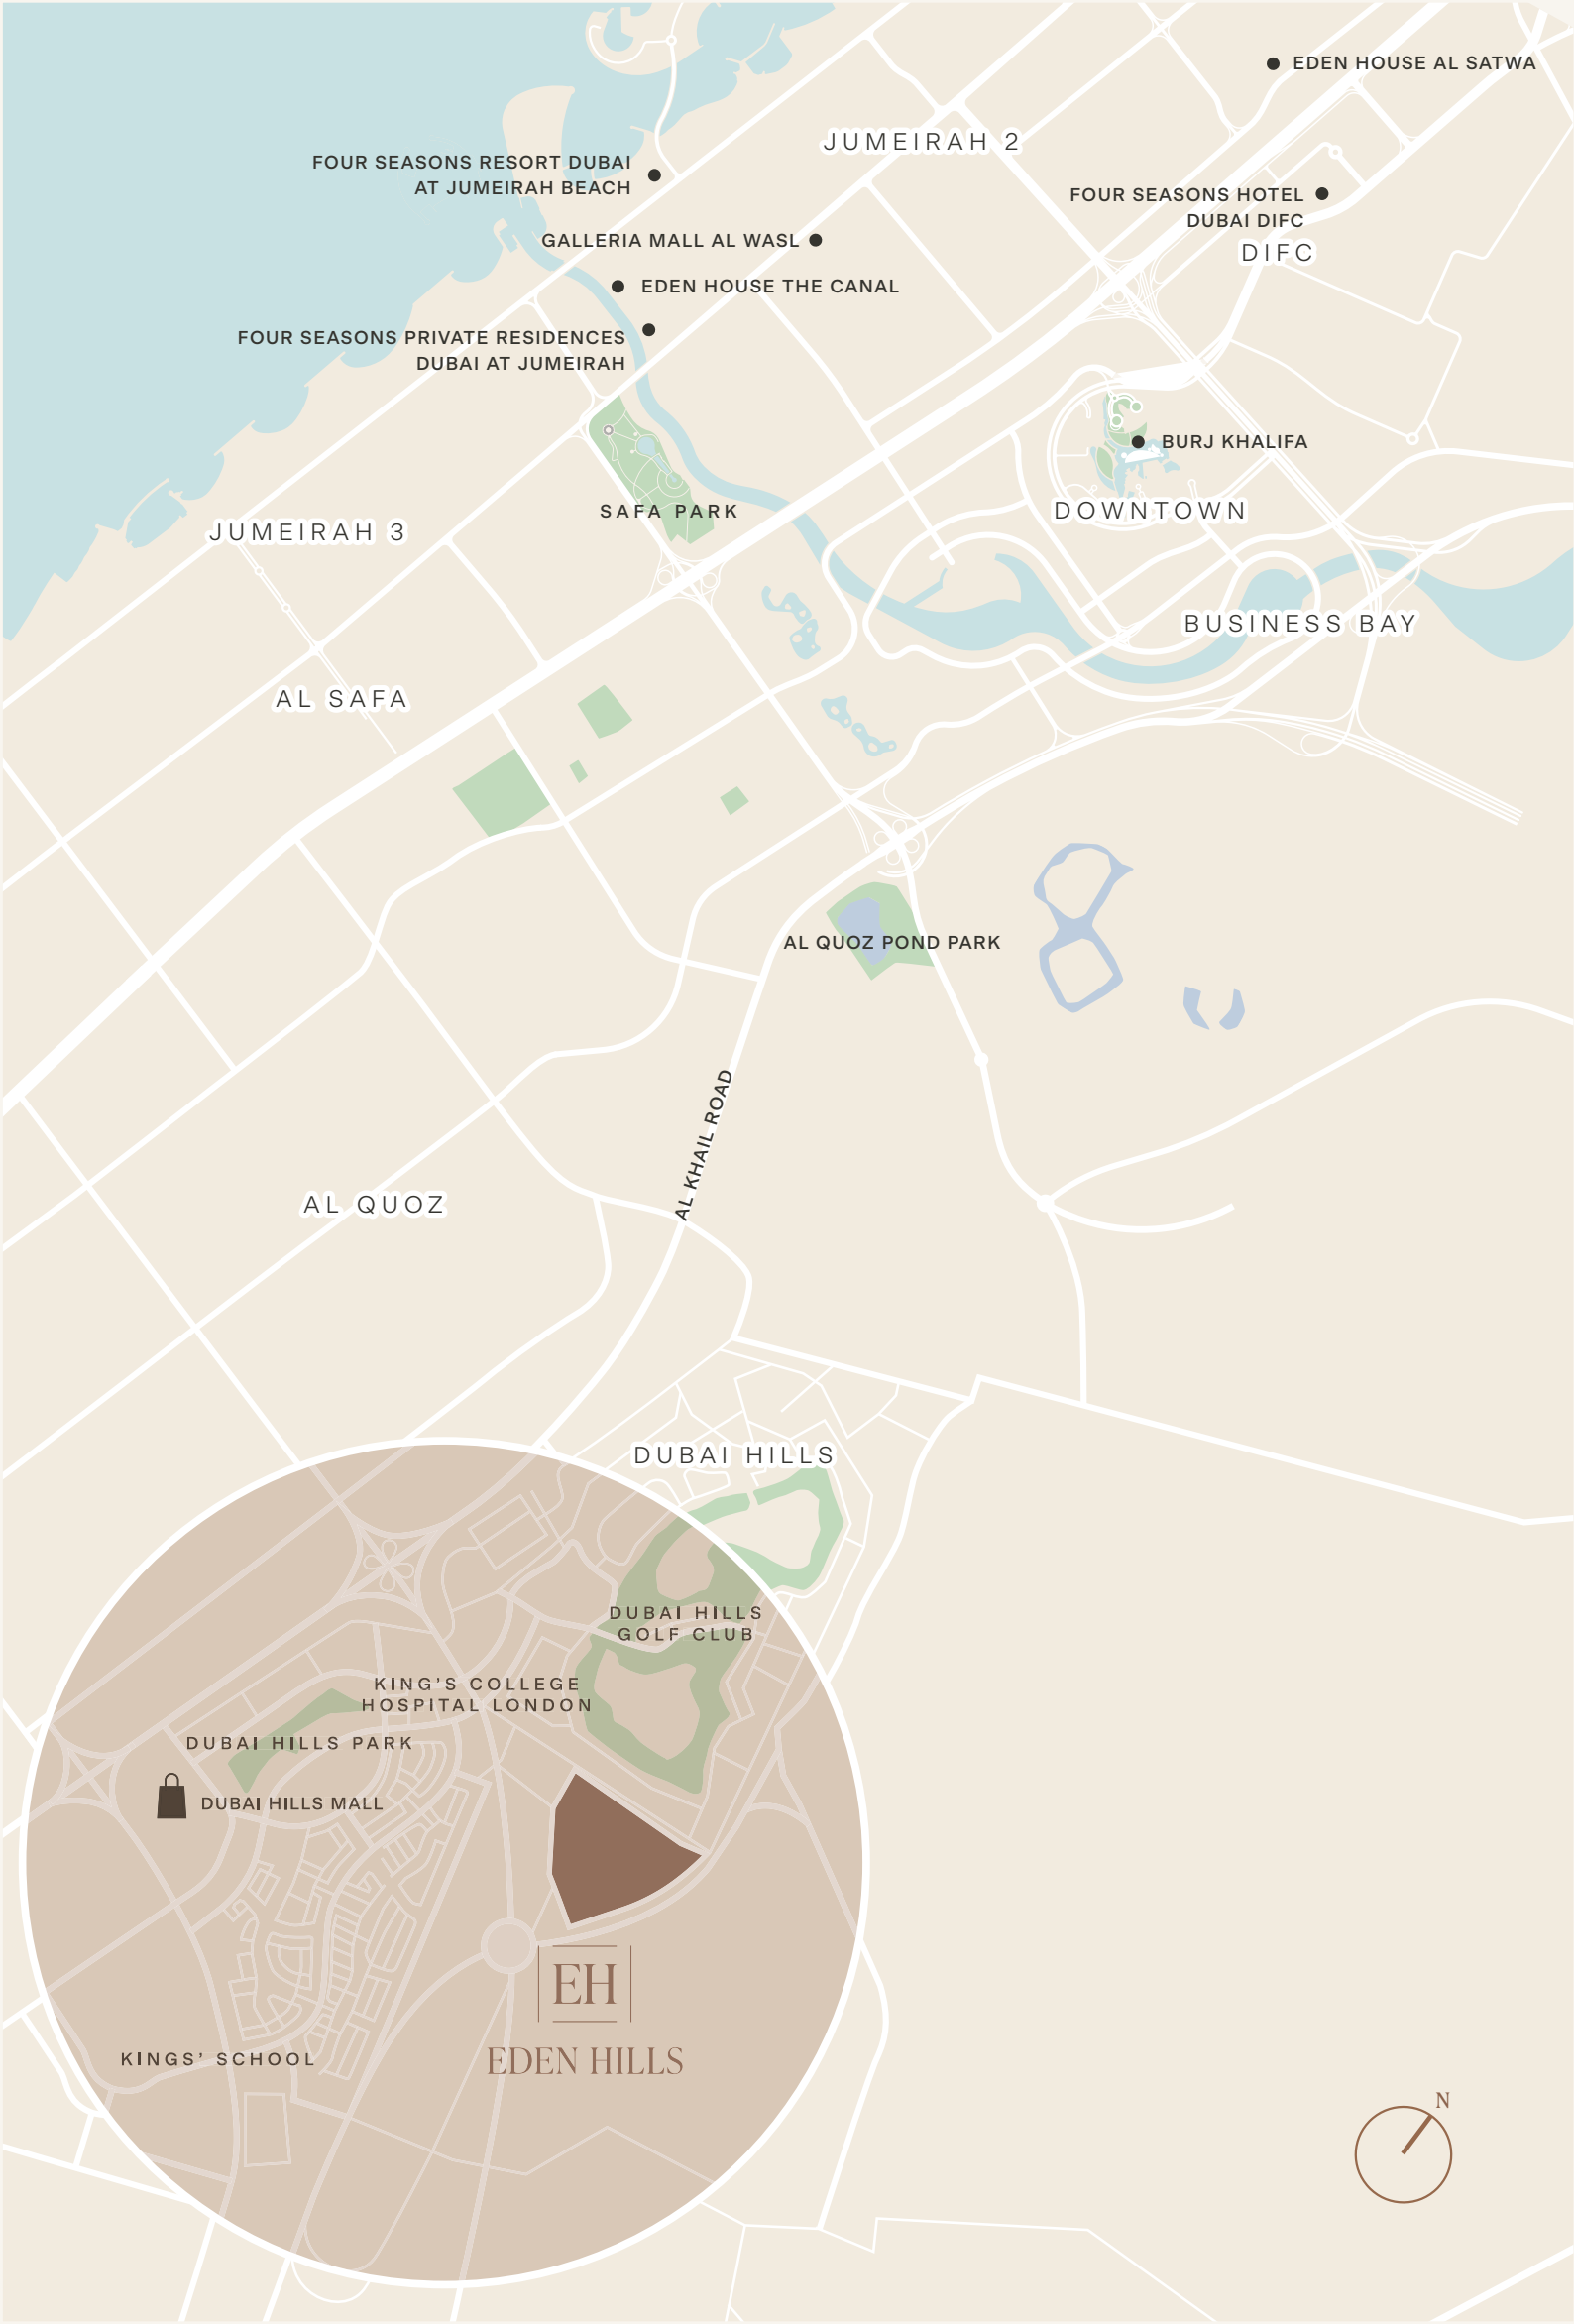 EDEN HOUSE AL SATWA
JUMEIRAH 2
FOUR SEASONS RESORT DUBAI
AT JUMEIRAH BEACH
FOUR SEASONS HOTEL
DUBAI DIFC
DIFC
GALLERIA MALL AL WASL
EDEN HOUSE THE CANAL
FOUR SEASONS PRIVATE RESIDENCES
DUBAI AT JUMEIRAH
BURJ KHALIFA
DOWNTOWN
SAFA PARK
JUMEIRAH 3
BUSINESS BAY
AL SAFA
AL QUOZ POND PARK
AL KHAIL ROAD
AL QUOZ
DUBAI HILLS
DUBAI HILLS
GOLF CLUB
KING'S COLLEGE
HOSPITAL LONDON
DUBAI HILLS PARK
DUBAI HILLS MALL
EH
EDEN HILLS
KINGS' SCHOOL
N